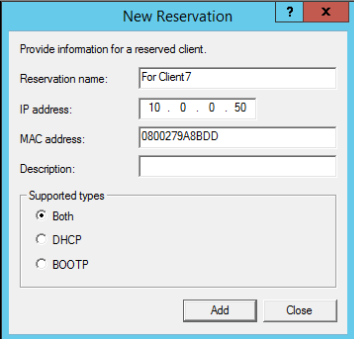 New Reservation
? x
Provide information for a reserved client.
Reservation name: For Client7
IP address: 10 . 0 . 0 . 50
MAC address: 0800279A8BDD
Description:
Supported types
Both
DHCP
BOOTP
Add Close